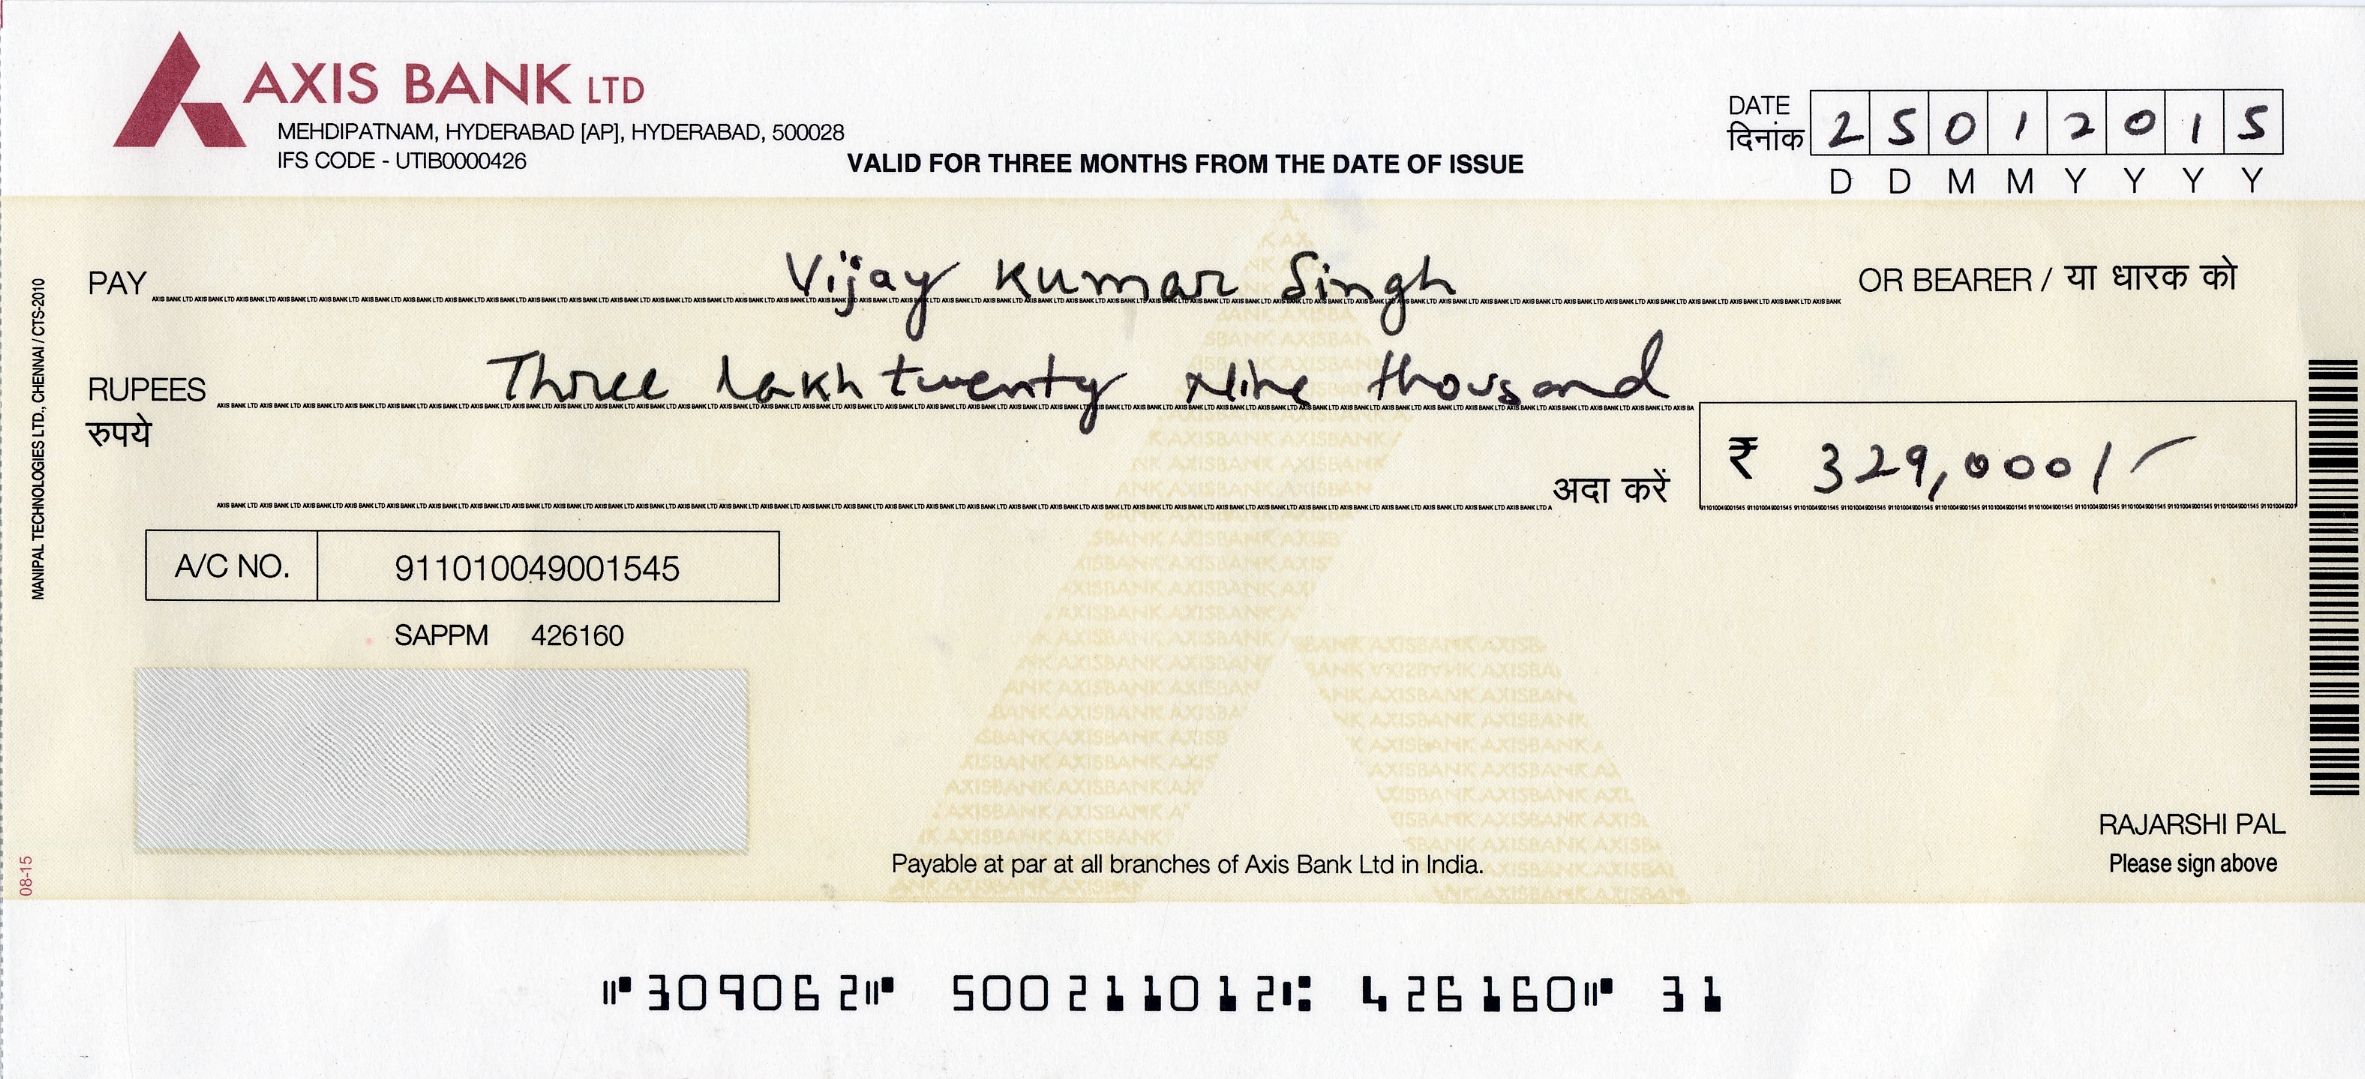 AXIS BANK LTD
MEHDIPATNAM, HYDERABAD [AP], HYDERABAD, 500028
IFS CODE - UTIB0000426
VALID FOR THREE MONTHS FROM THE DATE OF ISSUE
DATE
दिनांक
2 5 0 1 2 0 1 5
D D M M Y Y Y Y
PAY Vijay Kumar Singh OR BEARER / या धारक को
RUPEES Three lakh twenty Nine thousand
रुपये
अदा करें ₹ 329,000/-
A/C NO. 911010049001545
SAPPM 426160
VOID
RAJARSHI PAL
Please sign above
Payable at par at all branches of Axis Bank Ltd in India.
MANIPAL TECHNOLOGIES LTD., CHENNAI / CTS-2010
08-15
⑈309062⑈ 500211012⑆ 426160⑈ 31